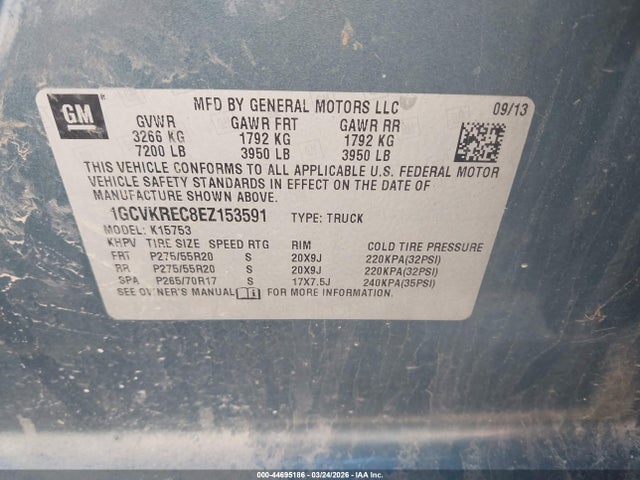 GM
MFD BY GENERAL MOTORS LLC 09/13
GVWR GAWR FRT GAWR RR
3266 KG 1792 KG 1792 KG
7200 LB 3950 LB 3950 LB
THIS VEHICLE CONFORMS TO ALL APPLICABLE U.S. FEDERAL MOTOR
VEHICLE SAFETY STANDARDS IN EFFECT ON THE DATE OF
MANUFACTURE SHOWN ABOVE.
1GCVKREC8EZ153591 TYPE: TRUCK
MODEL: K15753
KHPV TIRE SIZE SPEED RTG RIM COLD TIRE PRESSURE
FRT P275/55R20 S 20X9J 220KPA(32PSI)
RR P275/55R20 S 20X9J 220KPA(32PSI)
SPA P265/70R17 S 17X7.5J 240KPA(35PSI)
SEE OWNER'S MANUAL FOR MORE INFORMATION.
000-44695186 - 03/24/2026 - IAA Inc.